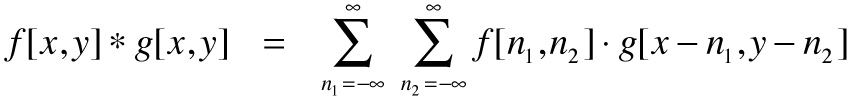 f[x,y] * g[x,y] = ∑_{n₁=-∞}^{∞} ∑_{n₂=-∞}^{∞} f[n₁,n₂] · g[x − n₁, y − n₂]